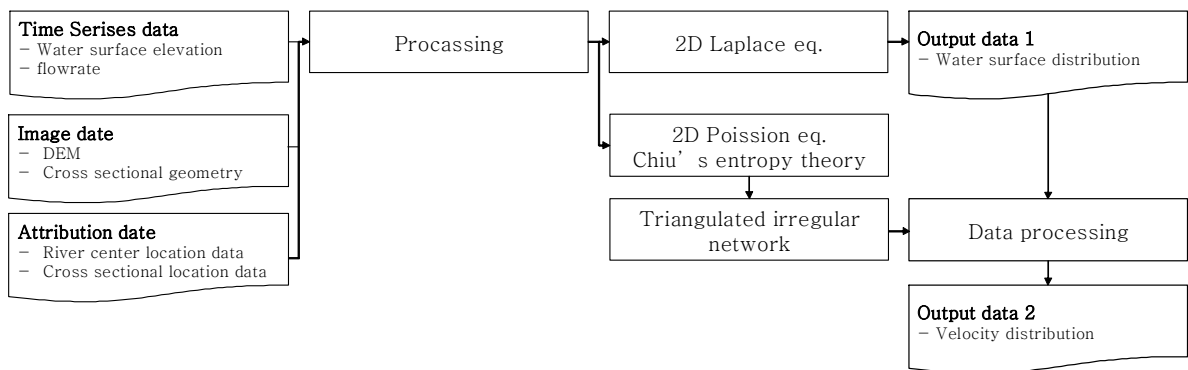 Time Serises data
− Water surface elevation
− flowrate
Image date
− DEM
− Cross sectional geometry
Attribution date
− River center location data
− Cross sectional location data
Procassing
2D Laplace eq.
2D Poission eq.
Chiu’ s entropy theory
Triangulated irregular
network
Output data 1
− Water surface distribution
Data processing
Output data 2
− Velocity distribution